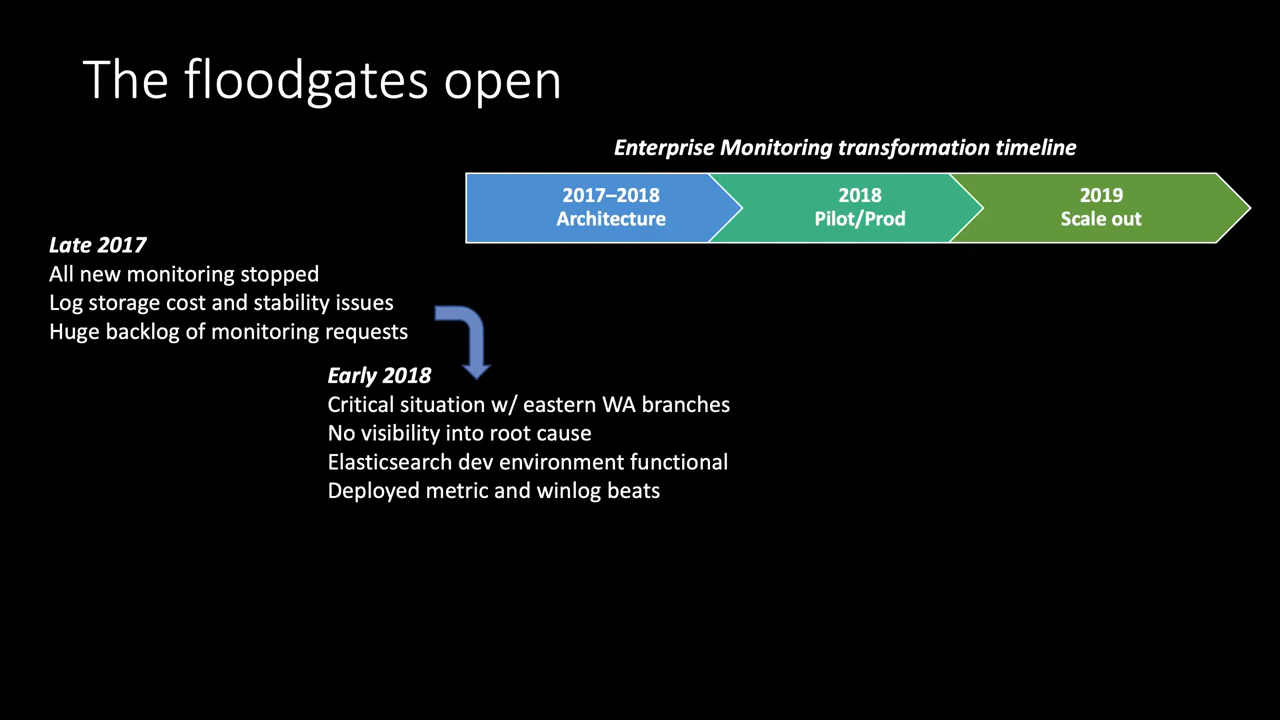 The floodgates open
Enterprise Monitoring transformation timeline
2017–2018
Architecture
2018
Pilot/Prod
2019
Scale out
Late 2017
All new monitoring stopped
Log storage cost and stability issues
Huge backlog of monitoring requests
Early 2018
Critical situation w/ eastern WA branches
No visibility into root cause
Elasticsearch dev environment functional
Deployed metric and winlog beats